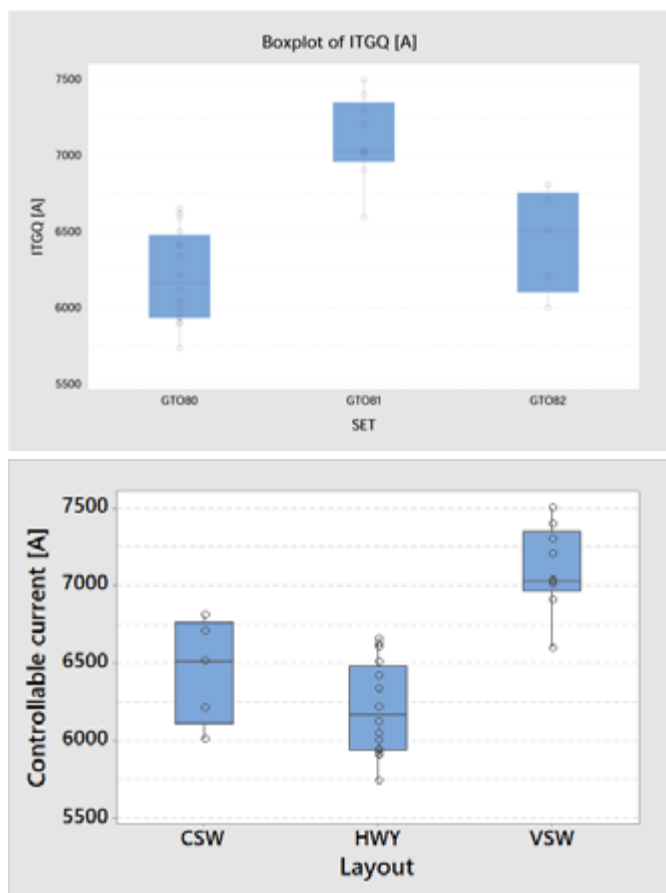 Boxplot of ITGQ [A]
7500
7000
6500
6000
5500
ITGQ [A]
GTO80 GTO81 GTO82
SET
7500
7000
6500
6000
5500
Controllable current [A]
CSW HWY VSW
Layout